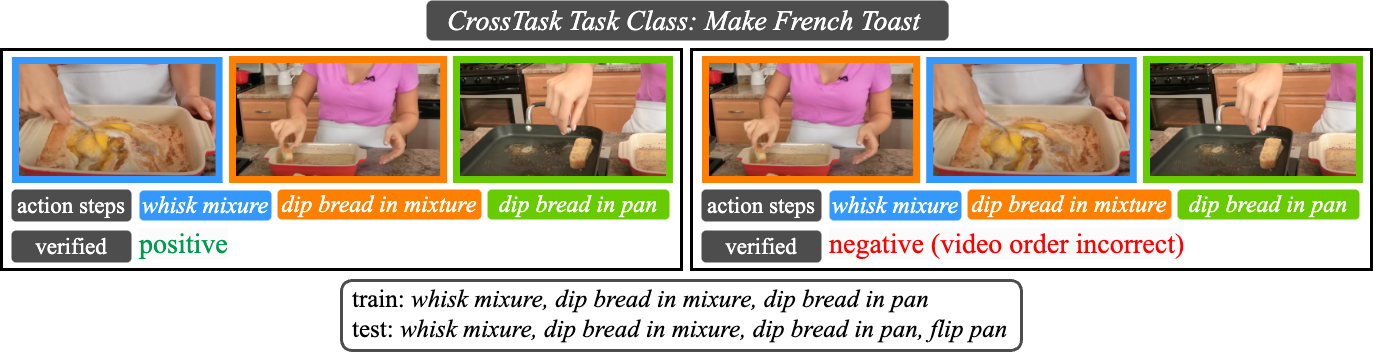 CrossTask Task Class: Make French Toast
action steps whisk mixure dip bread in mixture dip bread in pan
verified positive
action steps whisk mixure dip bread in mixture dip bread in pan
verified negative (video order incorrect)
train: whisk mixure, dip bread in mixure, dip bread in pan
test: whisk mixure, dip bread in mixure, dip bread in pan, flip pan